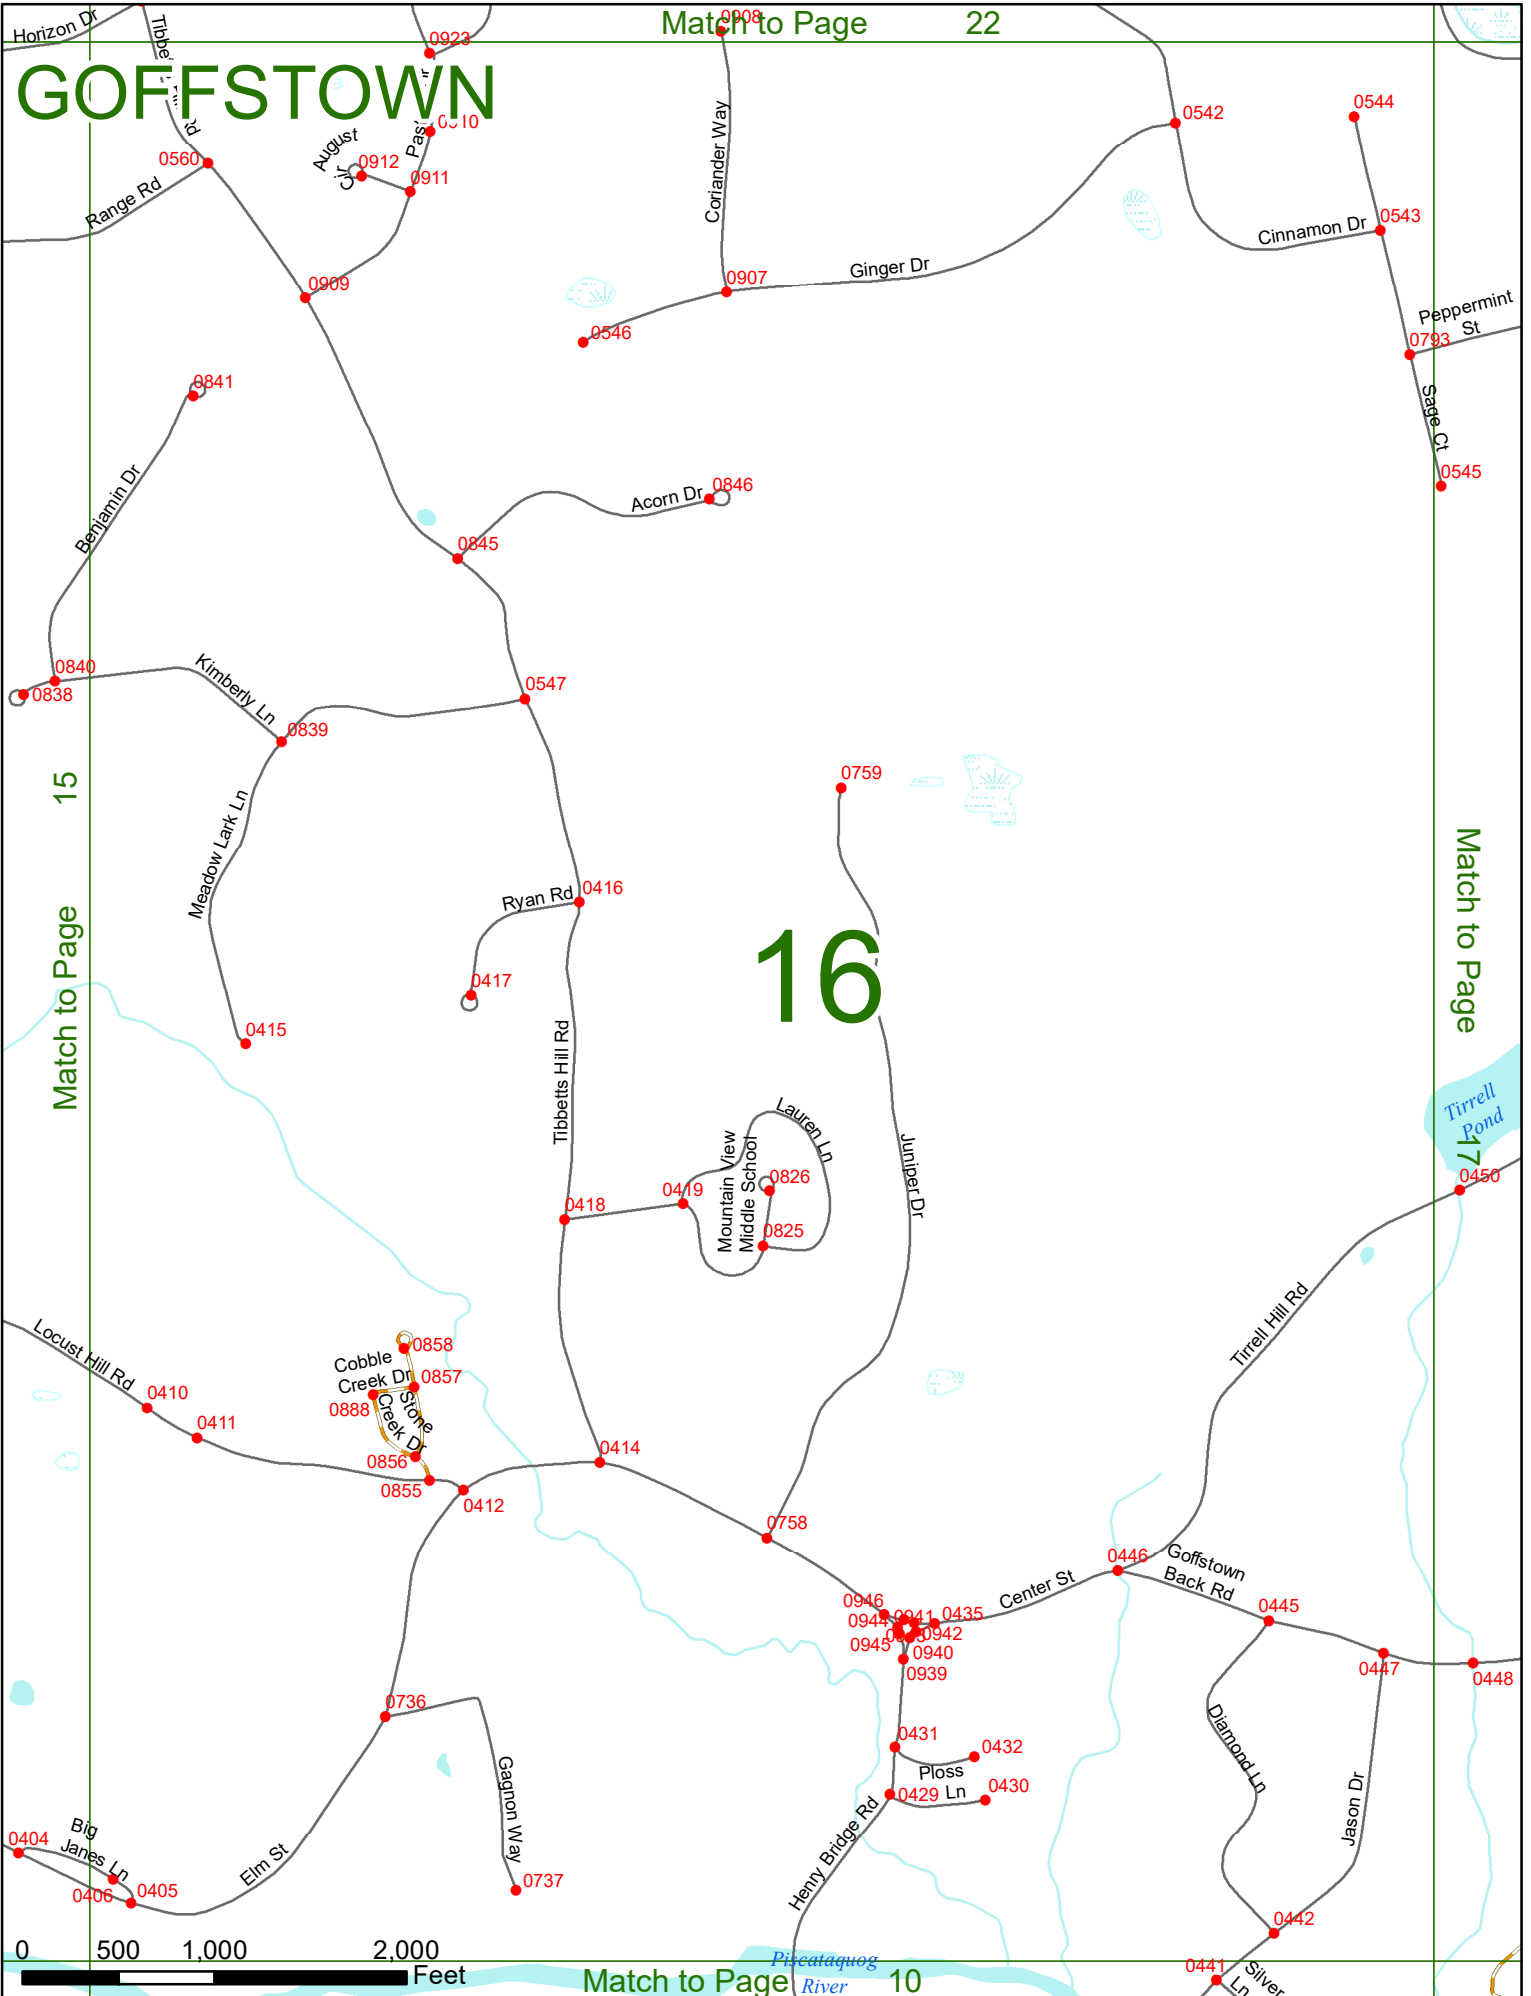 Match to Page 22
0908
Horizon Dr
0923
GOFFSTOWN
0544
0542
0910
August
Cir
0912
0560
0911
Range Rd
Coriander Way
Cinnamon Dr
0543
Ginger Dr
0909
0907
Peppermint
St
0546
0793
0841
Sage Ct
Benjamin Dr
0545
Acorn Dr
0846
0845
Kimberly Ln
0840
0838
0547
0839
15
Match to Page
0759
Meadow Lark Ln
Match to Page
17
Ryan Rd
0416
16
0417
0415
Tibbetts Hill Rd
Tirrell
Pond
Lauren Ln
Mountain View
Middle School
Juniper Dr
0826
0450
0419
0418
0825
Tirrell Hill Rd
Locust Hill Rd
Cobble
Creek Dr
0858
0857
0888
Stone
Creek Dr
0410
0411
0856
0855
0414
0412
0758
0446
Goffstown
Back Rd
Center St
0946
0944
0941
0435
0445
0945
0942
0940
0939
0447
0448
0736
0431
0432
Ploss
Ln
0429
0430
Diamond Ln
Gagnon Way
Jason Dr
Henry Bridge Rd
Big
Janes Ln
0404
0406
0405
Elm St
0737
0442
0441
Silver
Ln
0 500 1,000 2,000
Feet
Piscataquog
River
Match to Page 10